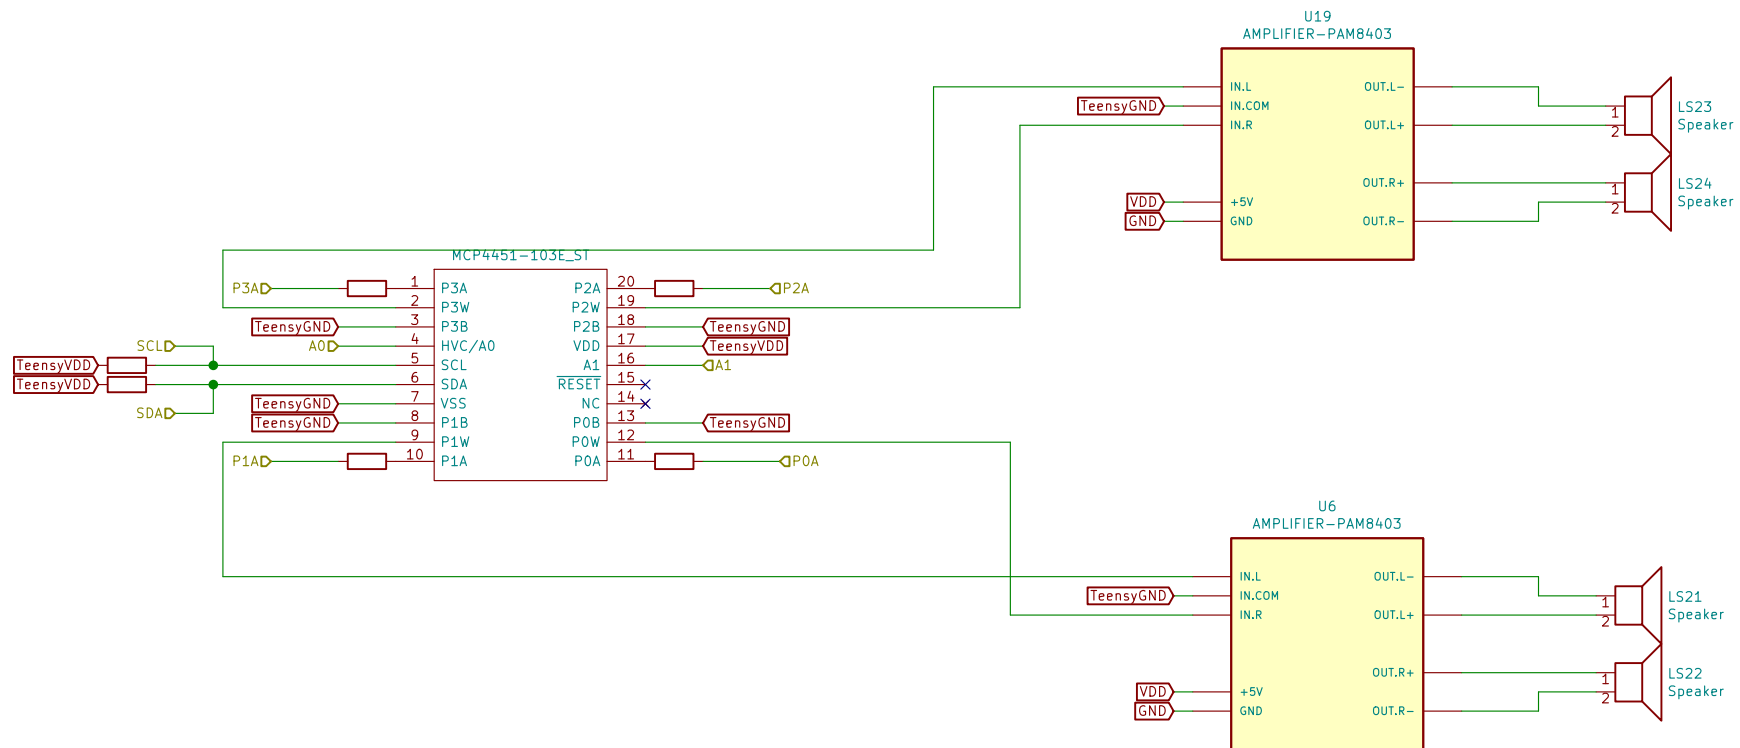 U19
AMPLIFIER-PAM8403
IN.L
IN.COM
IN.R
+5V
GND
OUT.L-
OUT.L+
OUT.R+
OUT.R-
TeensyGND
VDD
GND
1
2
LS23
Speaker
1
2
LS24
Speaker
MCP4451-103E_ST
P3A
1
P3A
2
P3W
TeensyGND
3
P3B
A0
4
HVC/A0
SCL
TeensyVDD
5
SCL
TeensyVDD
6
SDA
SDA
TeensyGND
7
VSS
TeensyGND
8
P1B
9
P1W
P1A
10
P1A
P2A
20
P2A
P2W
19
P2B
18
TeensyGND
VDD
17
TeensyVDD
A1
16
A1
RESET
15
NC
14
P0B
13
TeensyGND
P0W
12
P0A
11
P0A
U6
AMPLIFIER-PAM8403
IN.L
IN.COM
IN.R
+5V
GND
OUT.L-
OUT.L+
OUT.R+
OUT.R-
TeensyGND
VDD
GND
1
2
LS21
Speaker
1
2
LS22
Speaker